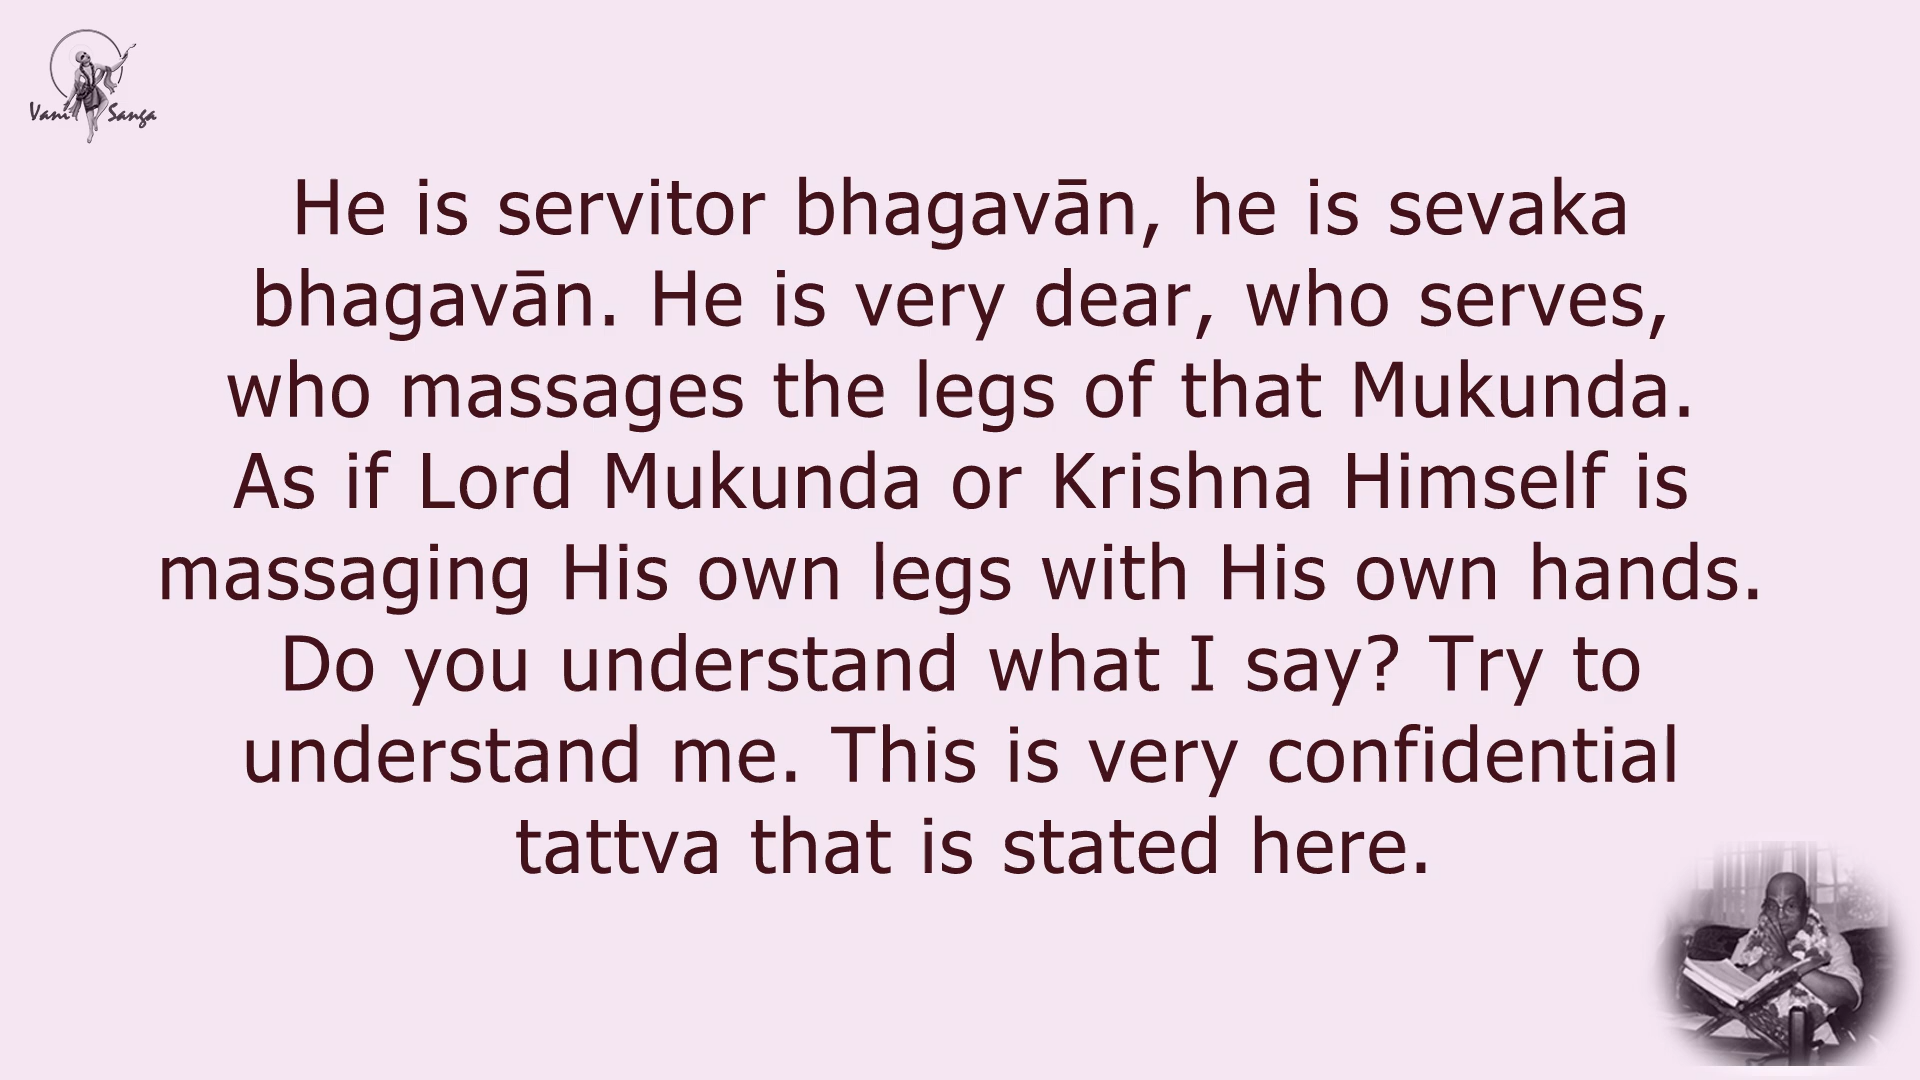 Vani Sanga
He is servitor bhagavān, he is sevaka
bhagavān. He is very dear, who serves,
who massages the legs of that Mukunda.
As if Lord Mukunda or Krishna Himself is
massaging His own legs with His own hands.
Do you understand what I say? Try to
understand me. This is very confidential
tattva that is stated here.